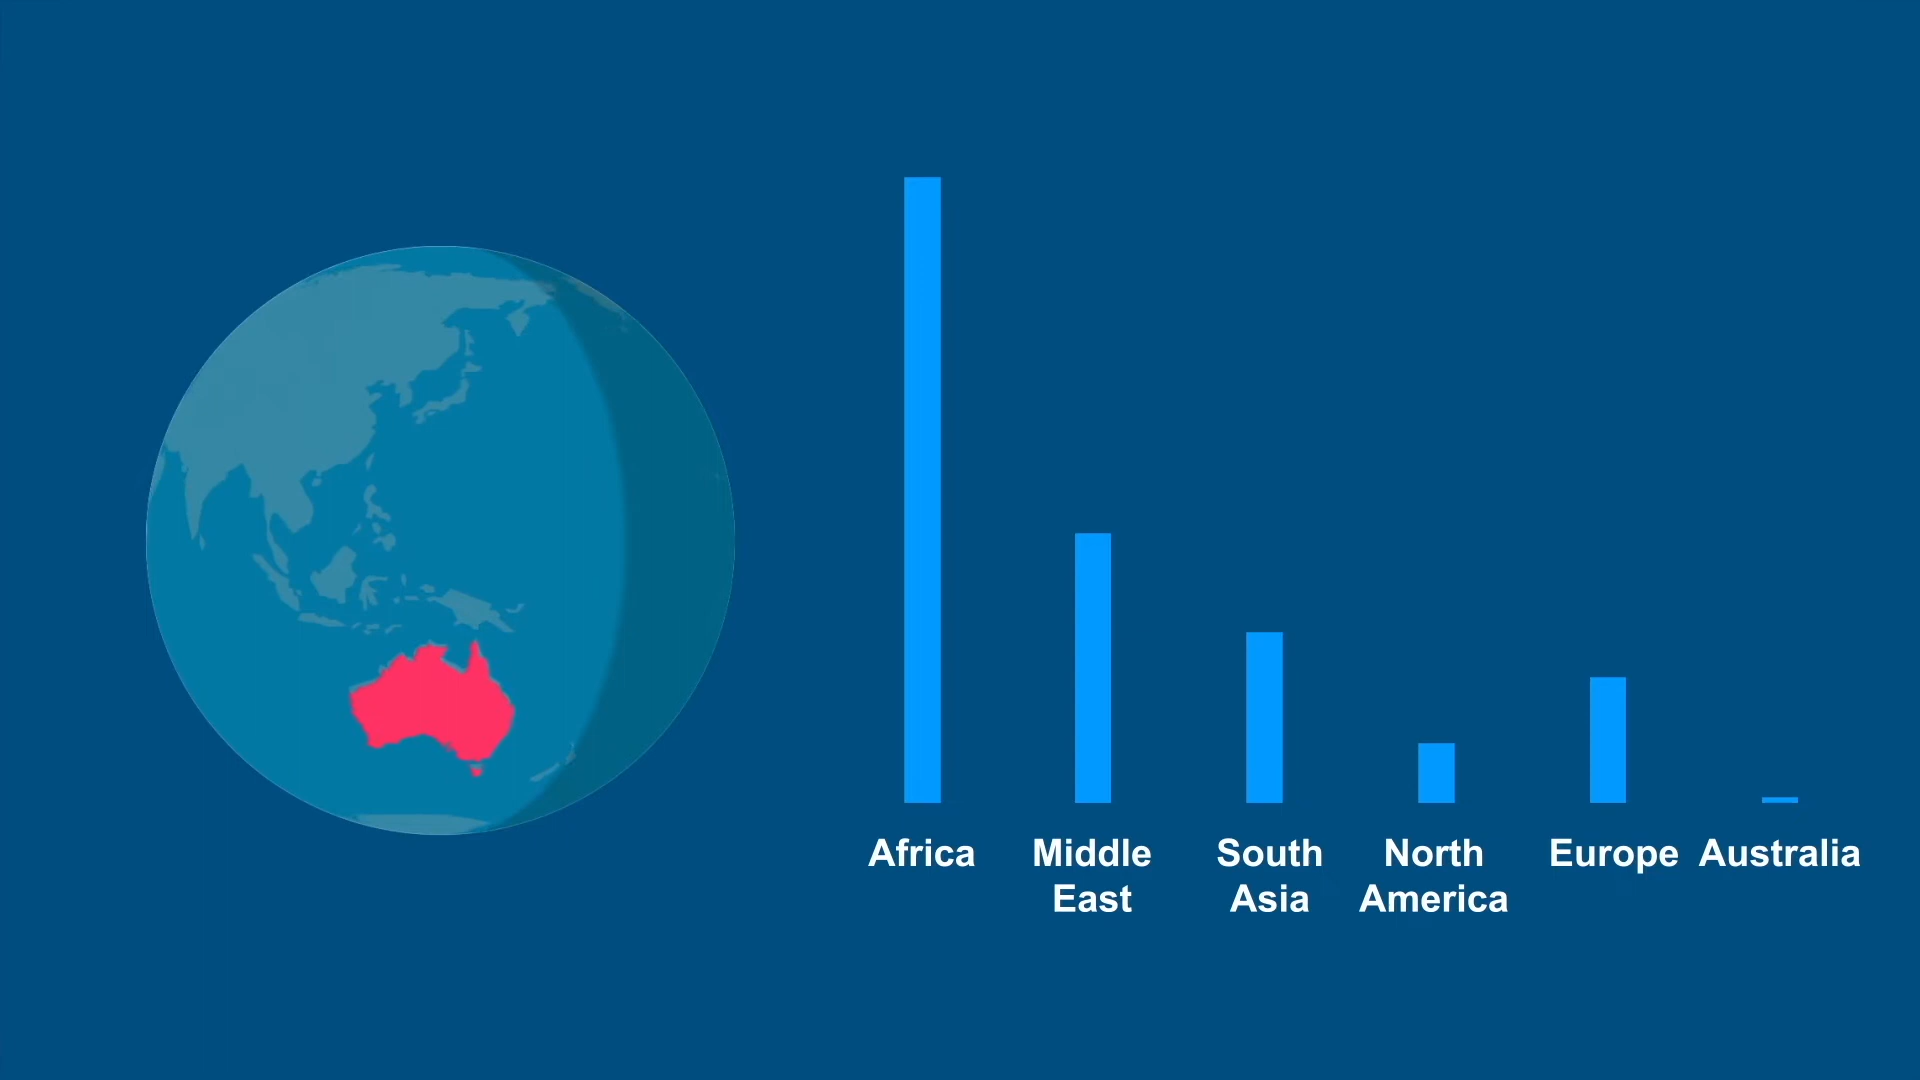 Africa
Middle
East
South
Asia
North
America
Europe
Australia